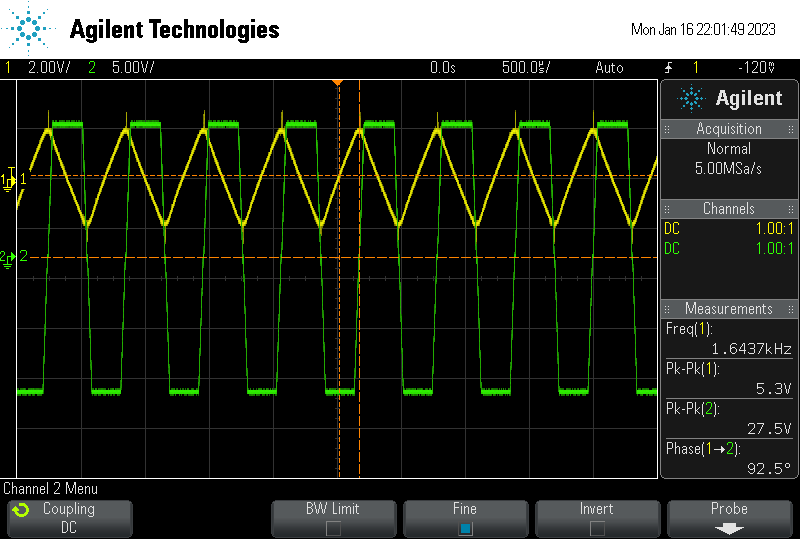 Agilent Technologies
Mon Jan 16 22:01:49 2023
1 2.00V/ 2 5.00V/ 0.0s 500.0µs/ Auto 1 -120mV
Agilent
Acquisition
Normal
5.00MSa/s
Channels
DC 1.00:1
DC 1.00:1
Measurements
Freq(1):
1.6437kHz
Pk-Pk(1):
5.3V
Pk-Pk(2):
27.5V
Phase(1→2):
92.5°
1 1
2 2
Channel 2 Menu
Coupling
DC
BW Limit
Fine
Invert
Probe